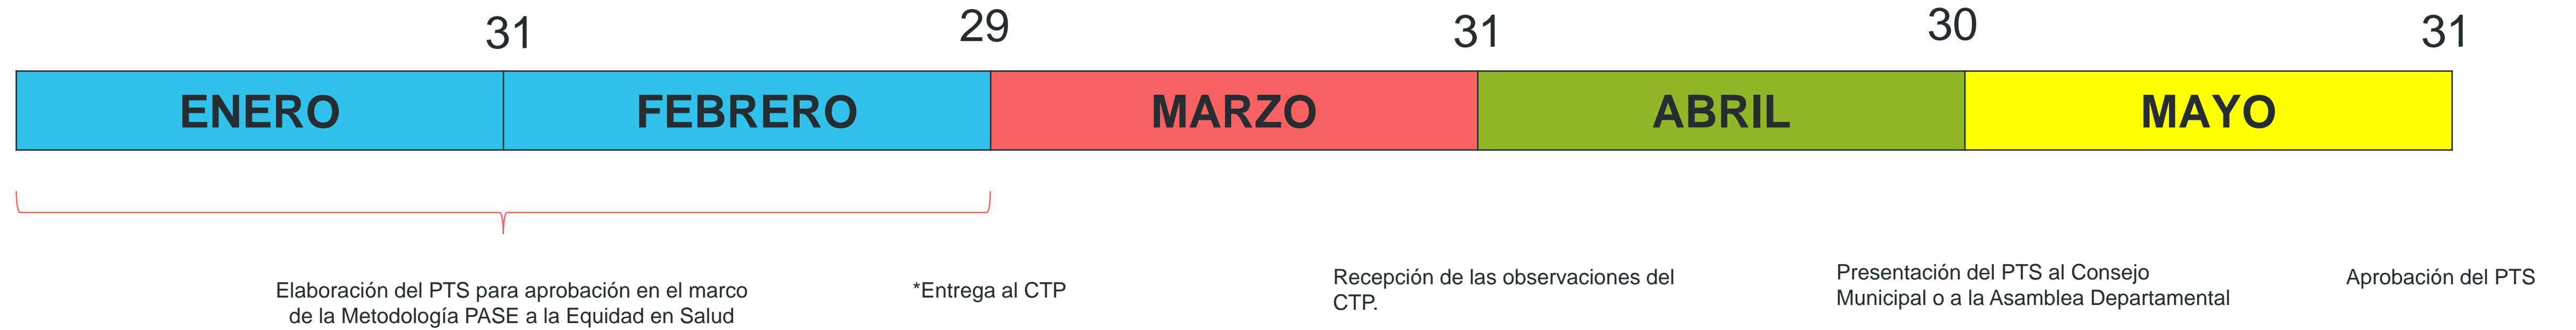 31
29
31
30
31
ENERO
FEBRERO
MARZO
ABRIL
MAYO
Elaboración del PTS para aprobación en el marco
de la Metodología PASE a la Equidad en Salud
*Entrega al CTP
Recepción de las observaciones del
CTP.
Presentación del PTS al Consejo
Municipal o a la Asamblea Departamental
Aprobación del PTS